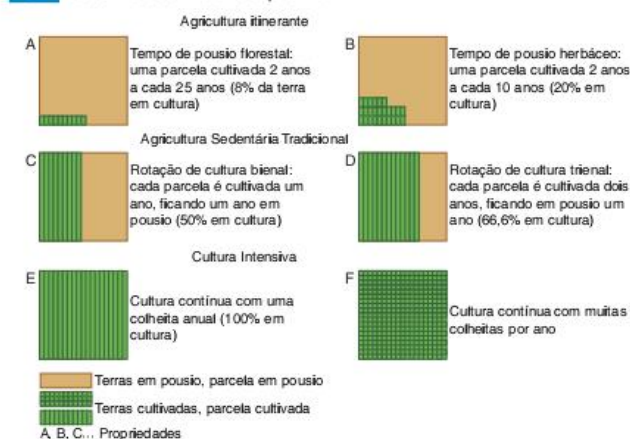 Agricultura itinerante
A
Tempo de pousio florestal:
uma parcela cultivada 2 anos
a cada 25 anos (8% da terra
em cultura)
B
Tempo de pousio herbáceo:
uma parcela cultivada 2 anos
a cada 10 anos (20% em
cultura)
Agricultura Sedentária Tradicional
C
Rotação de cultura bienal:
cada parcela é cultivada um
ano, ficando um ano em
pousio (50% em cultura)
D
Rotação de cultura trienal:
cada parcela é cultivada dois
anos, ficando em pousio um
ano (66,6% em cultura)
Cultura Intensiva
E
Cultura contínua com uma
colheita anual (100% em
cultura)
F
Cultura contínua com muitas
colheitas por ano
Terras em pousio, parcela em pousio
Terras cultivadas, parcela cultivada
A, B, C... Propriedades